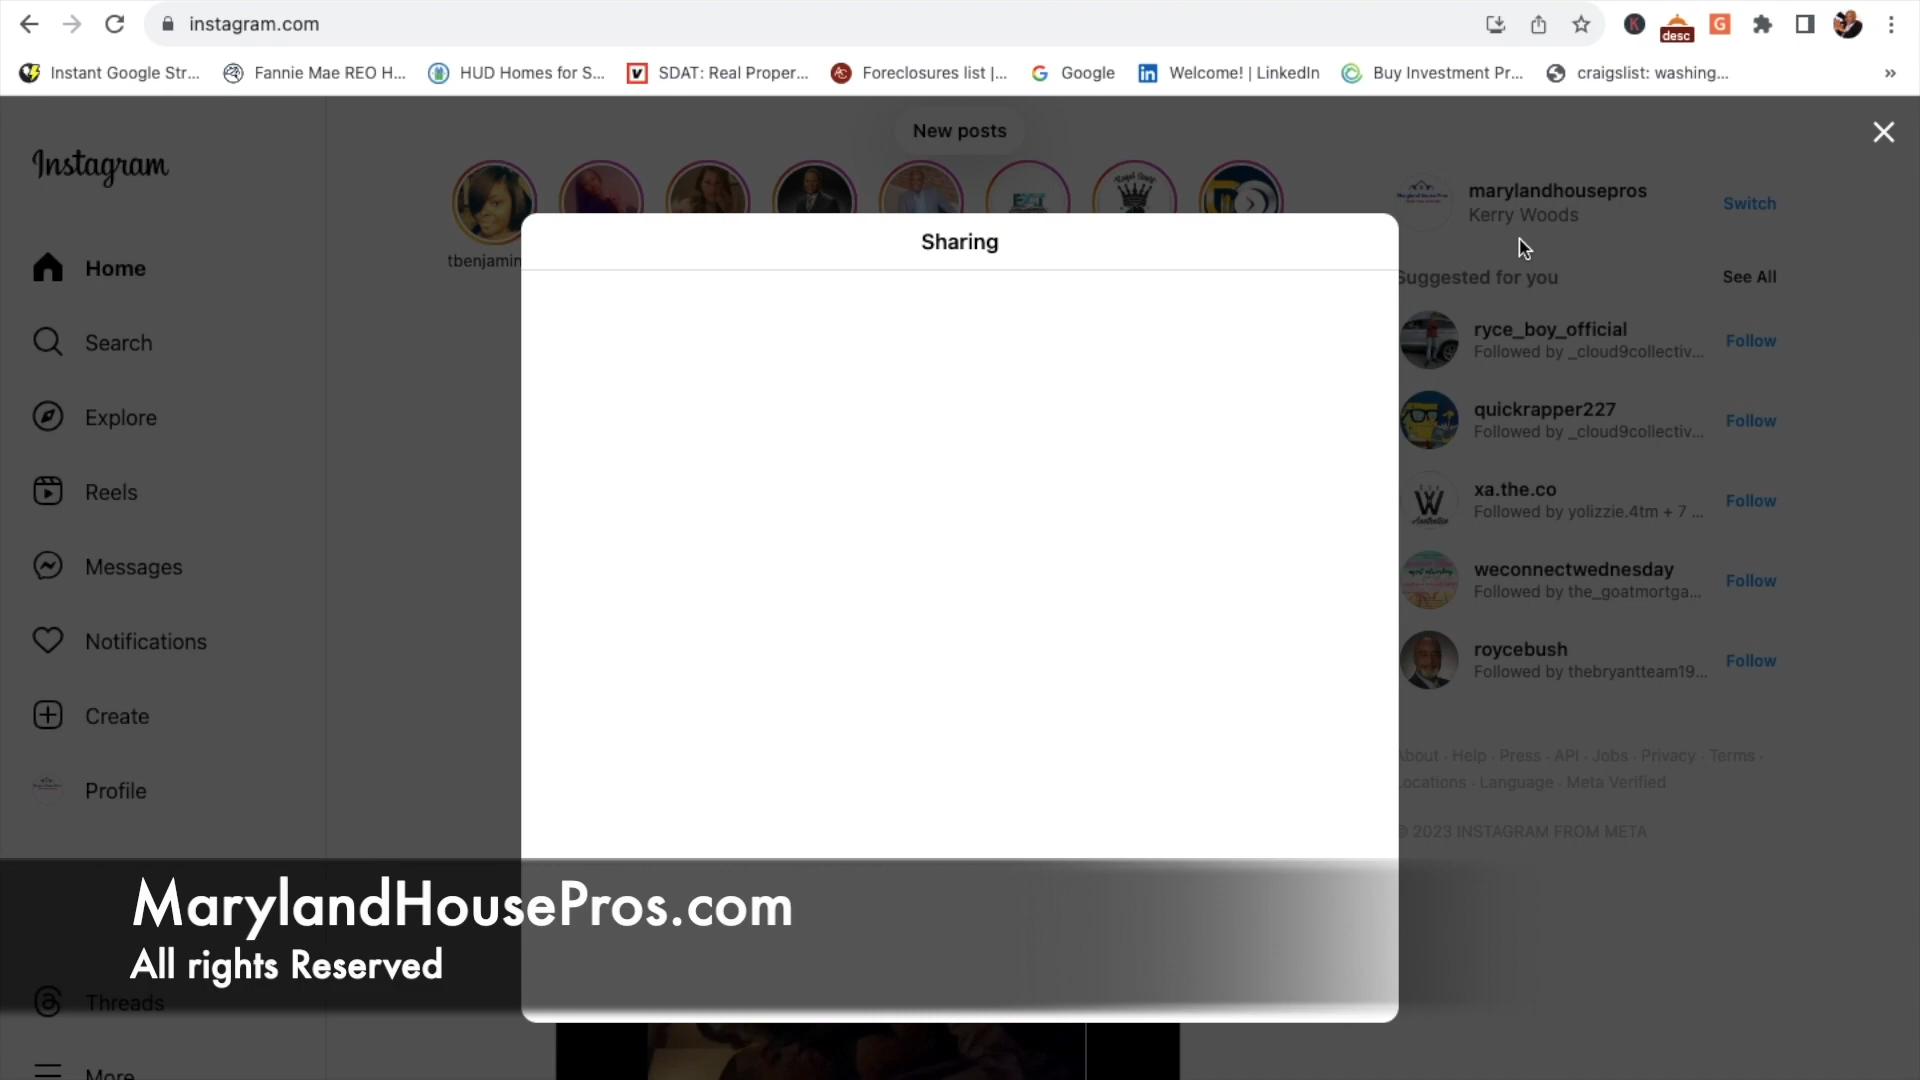 instagram.com
desc
Instant Google Str...
Fannie Mae REO H...
HUD Homes for S...
SDAT: Real Proper...
Foreclosures list |...
Google
Welcome! | LinkedIn
Buy Investment Pr...
craigslist: washing...
Instagram
New posts
tbenjamin
Sharing
marylandhousepros
Kerry Woods
Switch
Suggested for you
See All
ryce_boy_official
Followed by _cloud9collectiv...
Follow
quickrapper227
Followed by _cloud9collectiv...
Follow
xa.the.co
Followed by yolizzie.4tm + 7 ...
Follow
weconnectwednesday
Followed by the_goatmortga...
Follow
roycebush
Followed by thebryantteam19...
Follow
About · Help · Press · API · Jobs · Privacy · Terms ·
Locations · Language · Meta Verified
© 2023 INSTAGRAM FROM META
Home
Search
Explore
Reels
Messages
Notifications
Create
Profile
MarylandHousePros.com
All rights Reserved
Threads
More